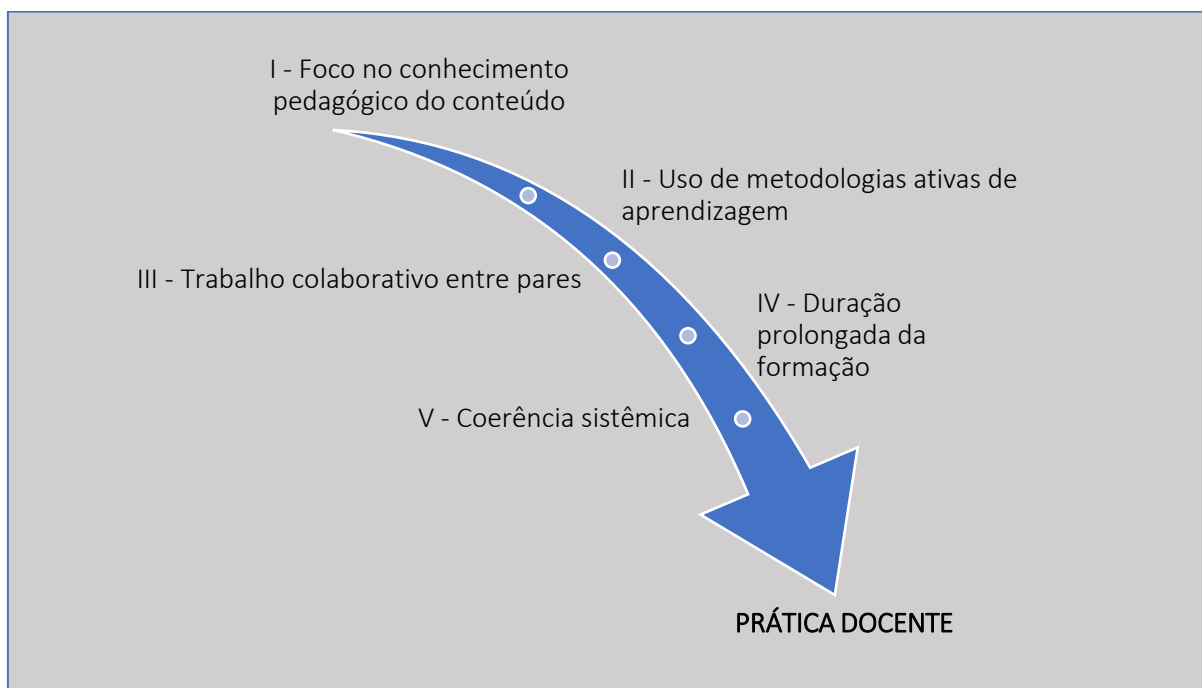 I - Foco no conhecimento
pedagógico do conteúdo
II - Uso de metodologias ativas de
aprendizagem
III - Trabalho colaborativo entre pares
IV - Duração
prolongada da
formação
V - Coerência sistêmica
PRÁTICA DOCENTE